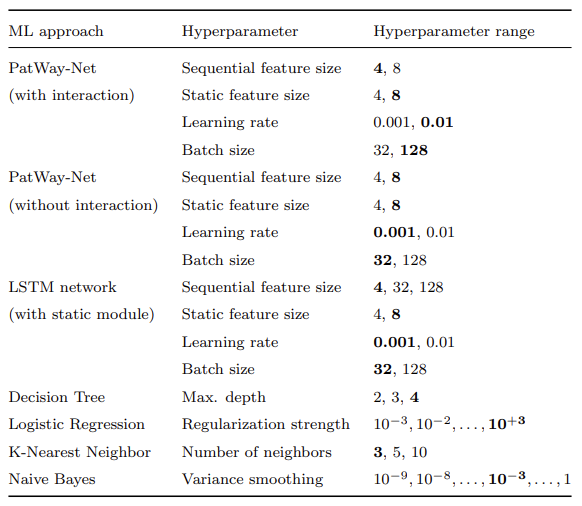 ML approach Hyperparameter Hyperparameter range
PatWay-Net Sequential feature size 4, 8
(with interaction) Static feature size 4, 8
Learning rate 0.001, 0.01
Batch size 32, 128
PatWay-Net Sequential feature size 4, 8
(without interaction) Static feature size 4, 8
Learning rate 0.001, 0.01
Batch size 32, 128
LSTM network Sequential feature size 4, 32, 128
(with static module) Static feature size 4, 8
Learning rate 0.001, 0.01
Batch size 32, 128
Decision Tree Max. depth 2, 3, 4
Logistic Regression Regularization strength 10⁻³, 10⁻², . . . , 10⁺³
K-Nearest Neighbor Number of neighbors 3, 5, 10
Naive Bayes Variance smoothing 10⁻⁹, 10⁻⁸, . . . , 10⁻³, . . . , 1